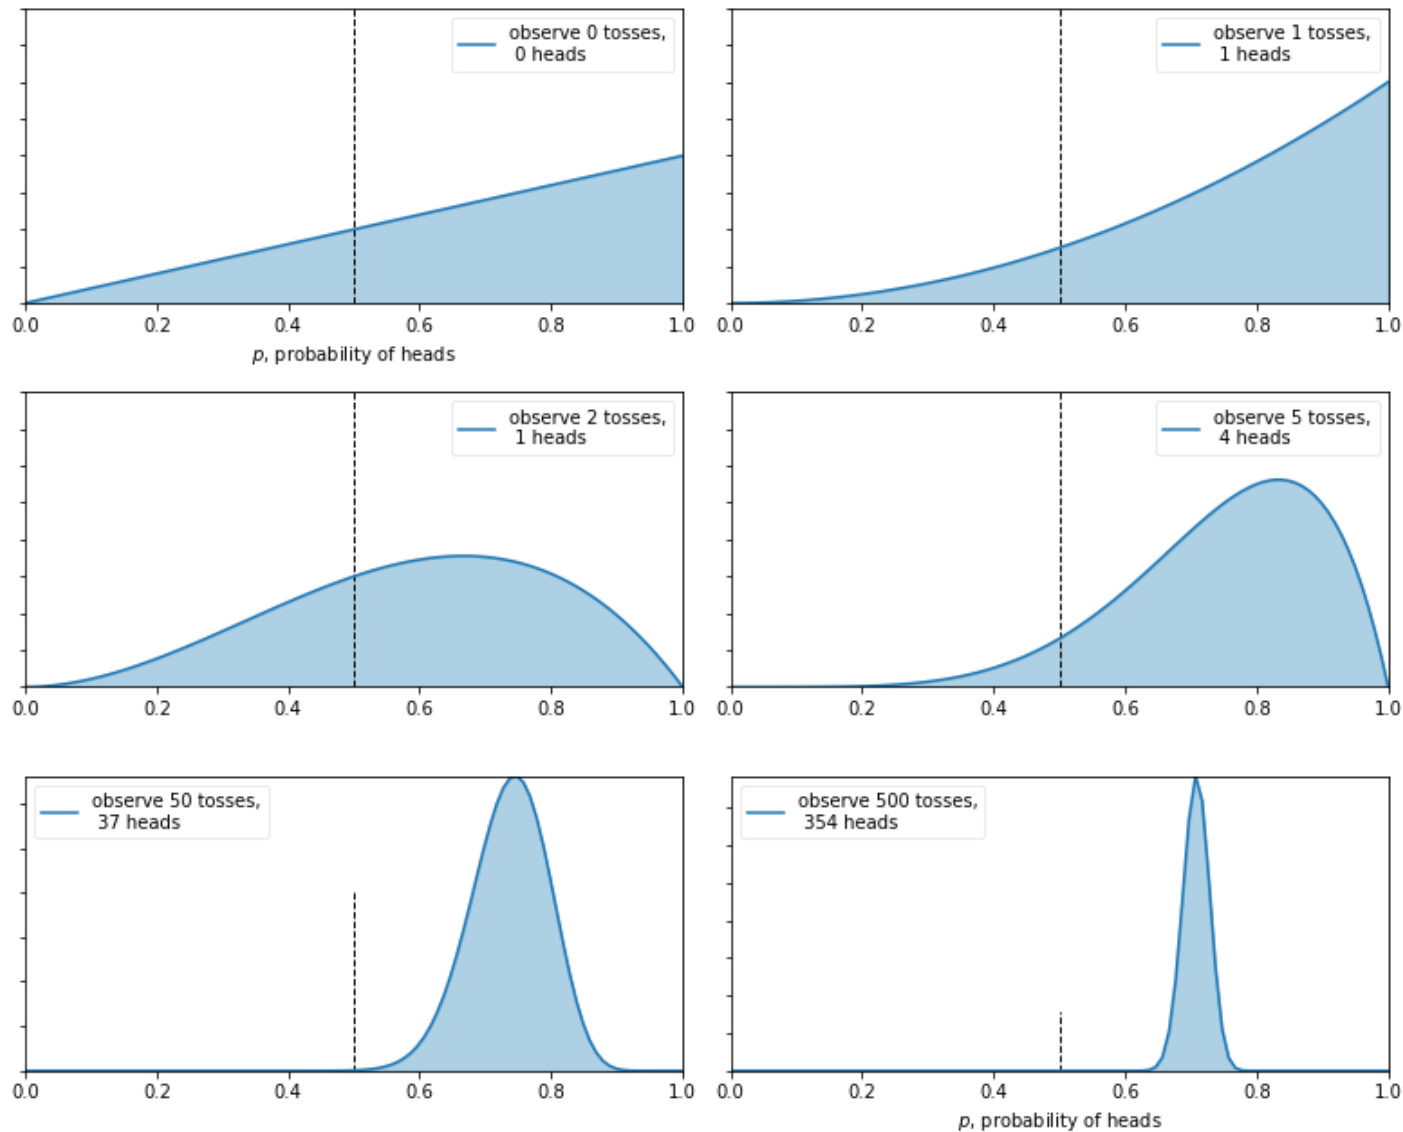 observe 0 tosses,
0 heads
0.0 0.2 0.4 0.6 0.8 1.0
p, probability of heads
observe 1 tosses,
1 heads
0.0 0.2 0.4 0.6 0.8 1.0
observe 2 tosses,
1 heads
0.0 0.2 0.4 0.6 0.8 1.0
observe 5 tosses,
4 heads
0.0 0.2 0.4 0.6 0.8 1.0
observe 50 tosses,
37 heads
0.0 0.2 0.4 0.6 0.8 1.0
observe 500 tosses,
354 heads
0.0 0.2 0.4 0.6 0.8 1.0
p, probability of heads